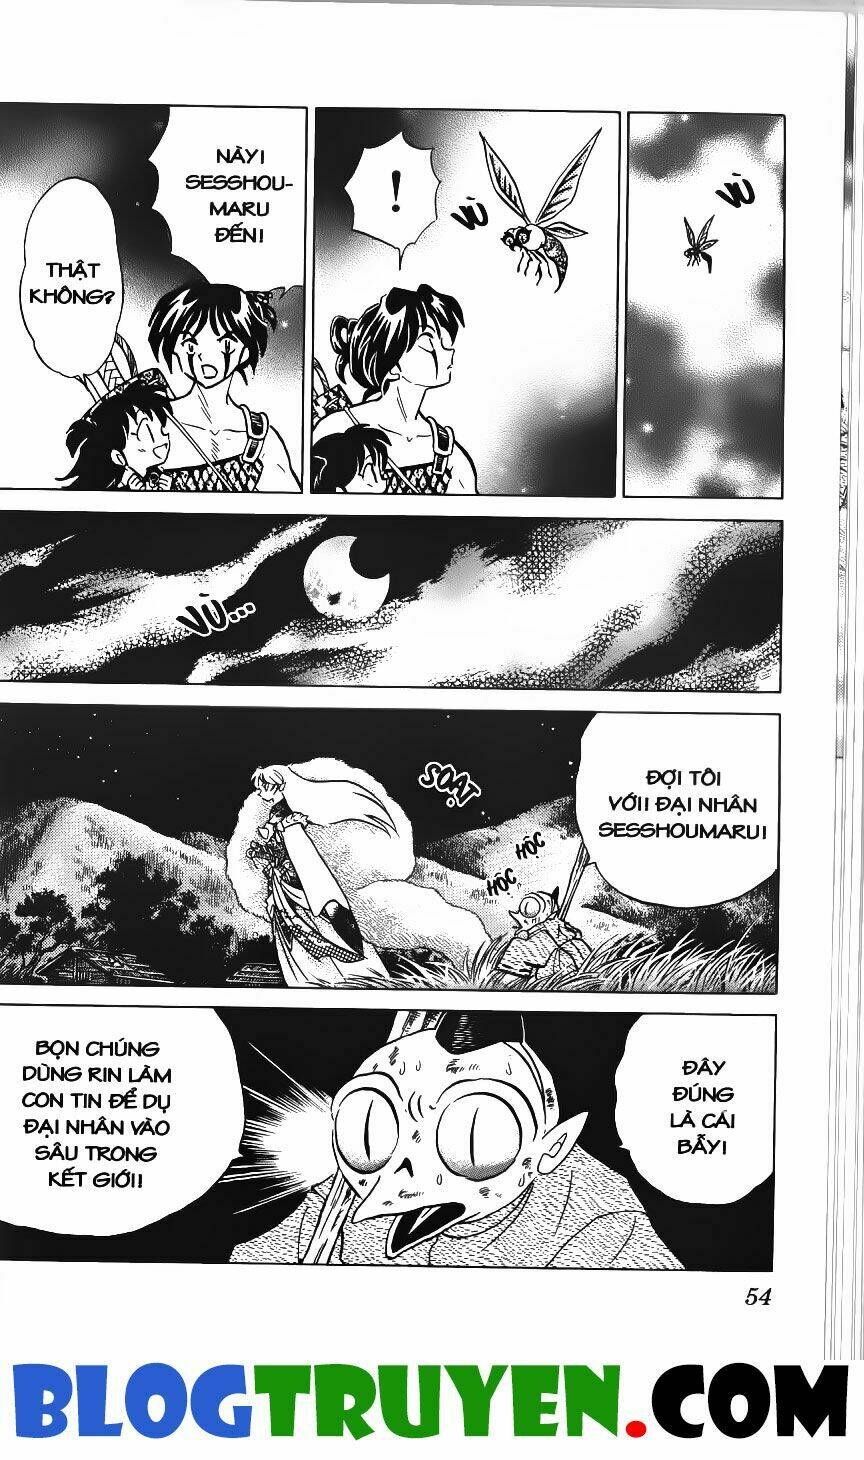 VÙ
VÙ
!
NÀY!
SESSHOU-
MARU
ĐẾN!
THẬT
KHÔNG?
VÙ...
ĐỢI TÔI
VỚI! ĐẠI NHÂN
SESSHOUMARU!
SOẠT
HỘC
HỘC
ĐÂY
ĐÚNG
LÀ CÁI
BẪY!
BỌN CHÚNG
DÙNG RIN LÀM
CON TIN ĐỂ DỤ
ĐẠI NHÂN VÀO
SÂU TRONG
KẾT GIỚI!
54
BLOGTRUYEN.COM